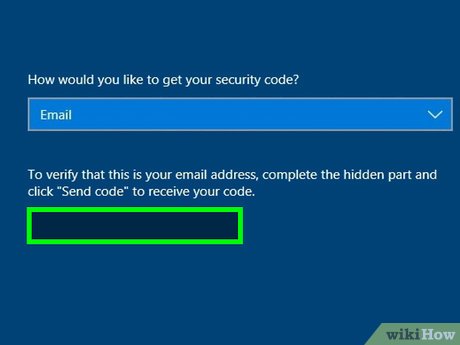 How would you like to get your security code?
Email
To verify that this is your email address, complete the hidden part and
click "Send code" to receive your code.
wikiHow